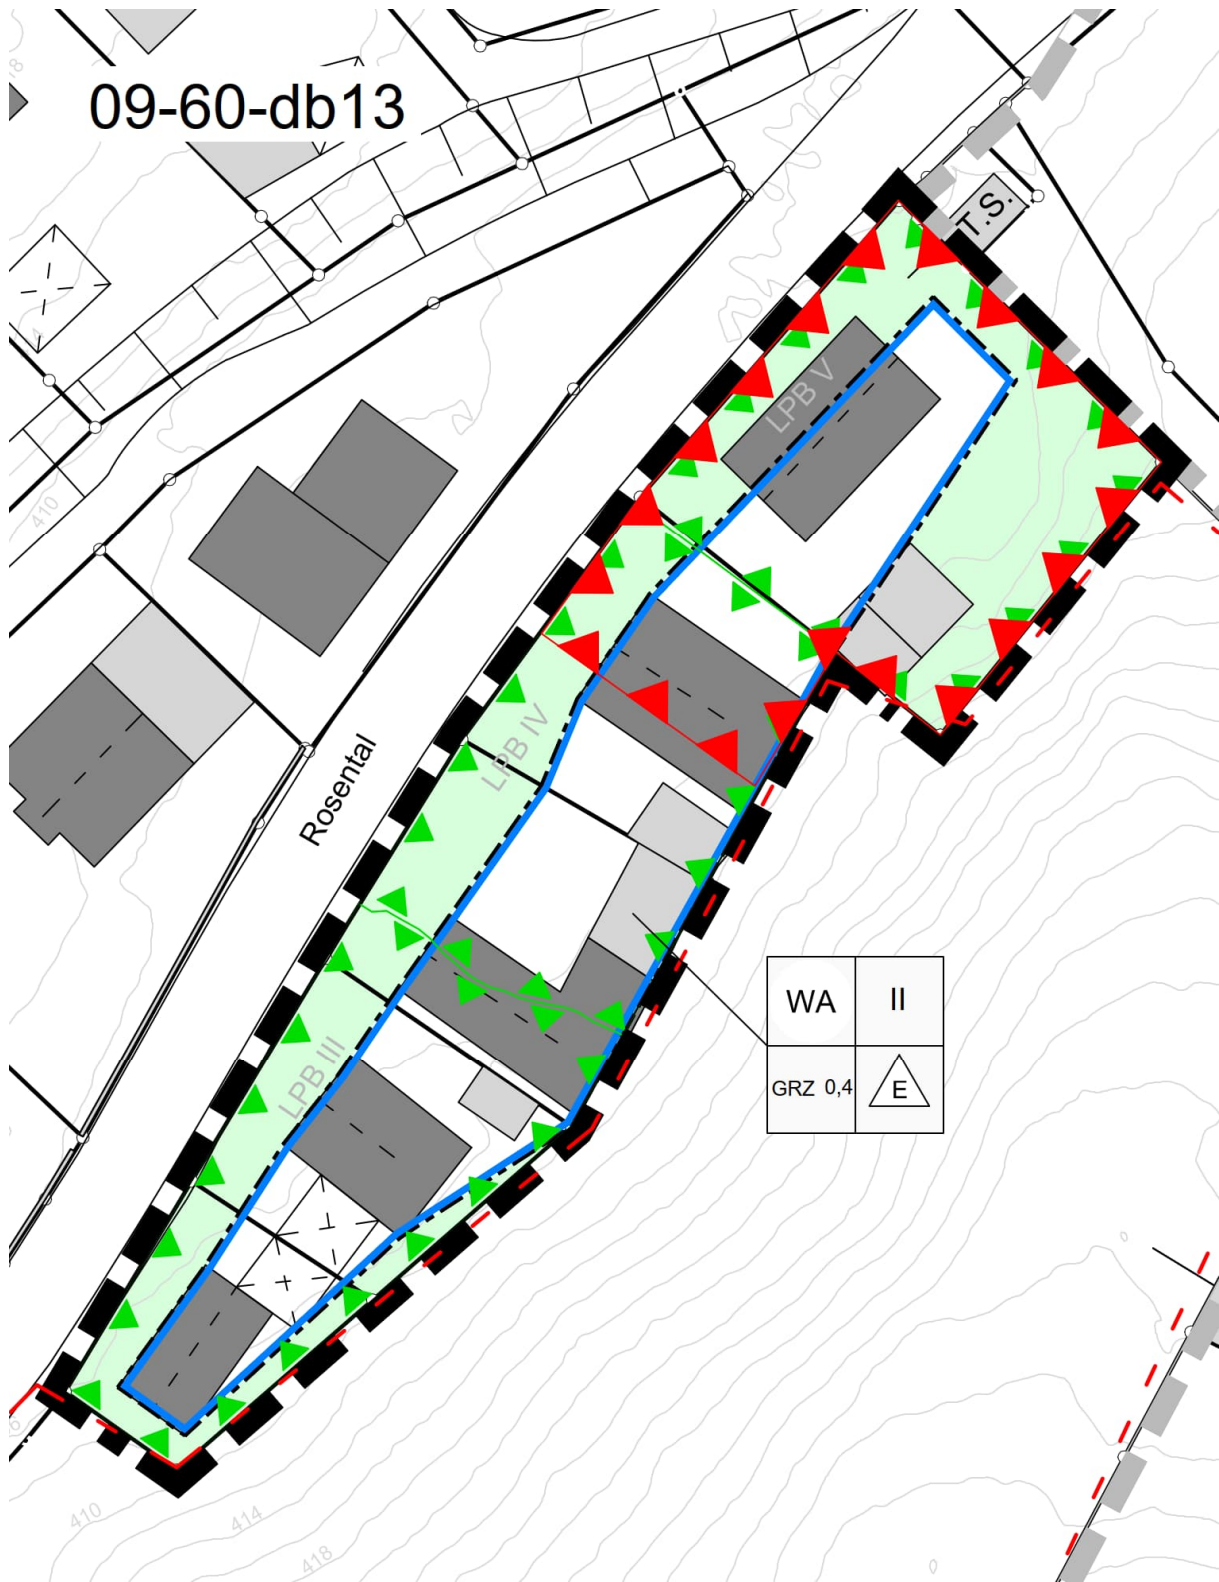 09-60-db13
T.S.
LPB V
410
LPB IV
Rosental
WA
II
GRZ 0,4
E
LPB III
410
414
418